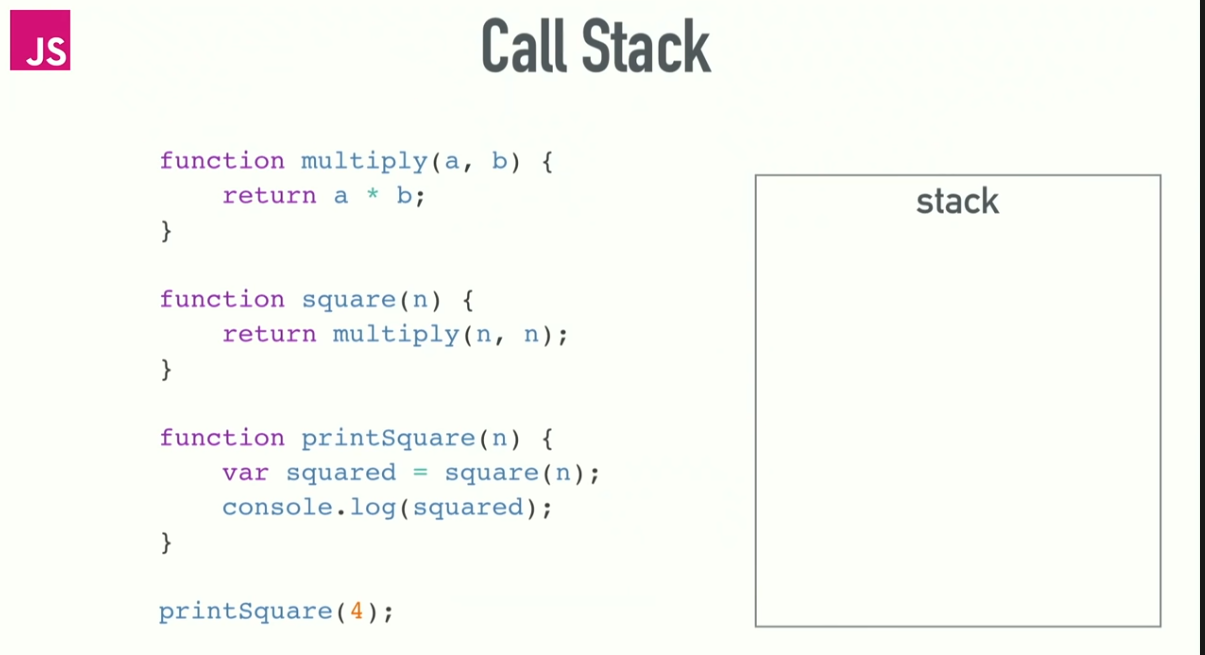 JS
Call Stack
function multiply(a, b) {
    return a * b;
}
function square(n) {
    return multiply(n, n);
}
function printSquare(n) {
    var squared = square(n);
    console.log(squared);
}
printSquare(4);
stack